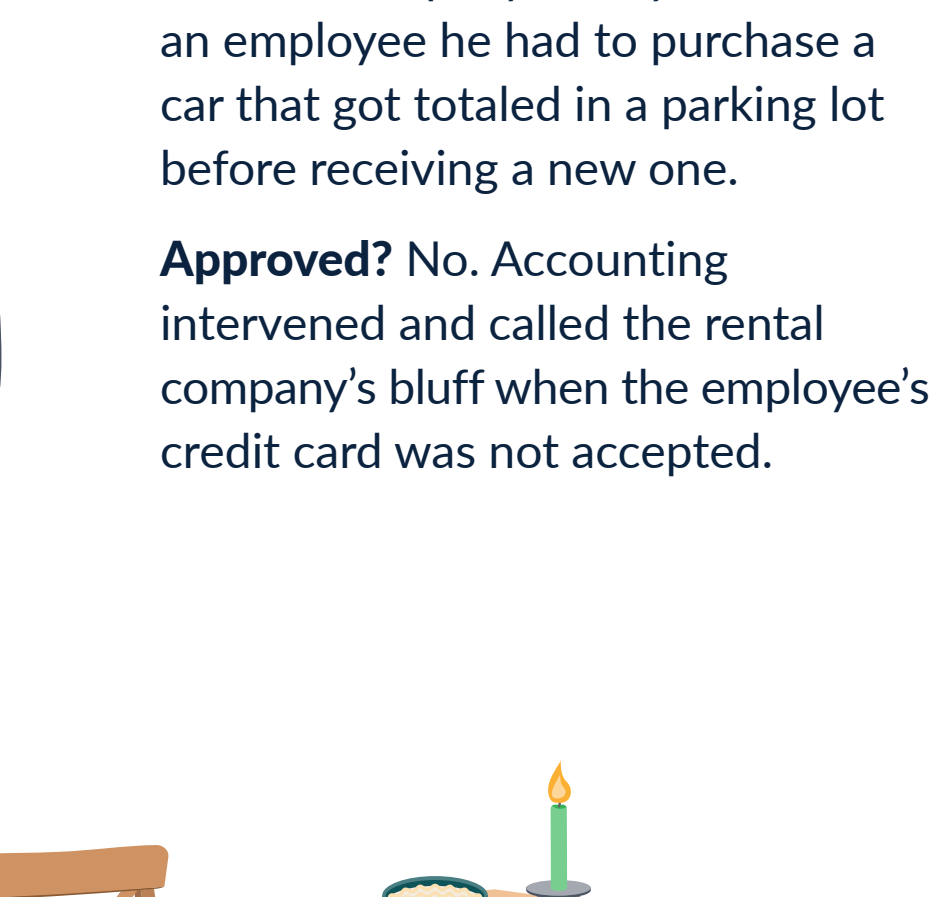 an employee he had to purchase a
car that got totaled in a parking lot
before receiving a new one.
Approved? No. Accounting
intervened and called the rental
company’s bluff when the employee’s
credit card was not accepted.